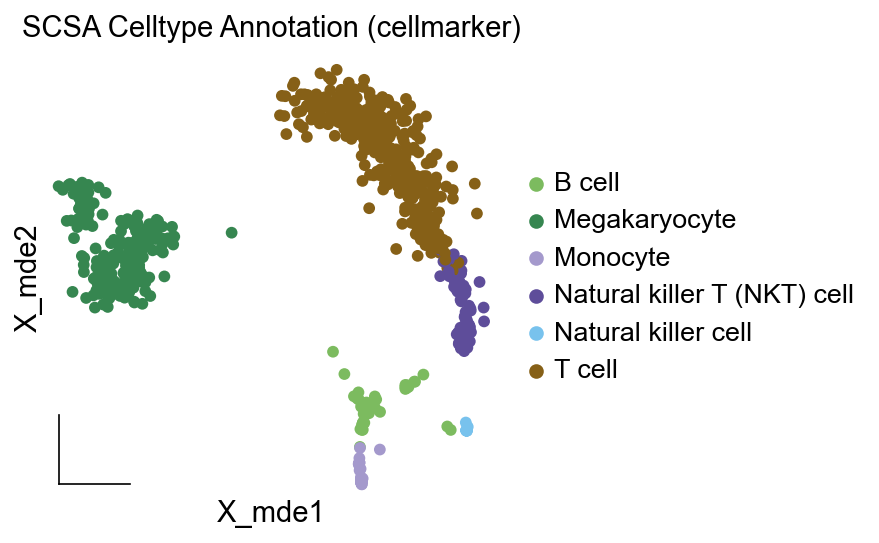 SCSA Celltype Annotation (cellmarker)
B cell
Megakaryocyte
Monocyte
Natural killer T (NKT) cell
Natural killer cell
T cell
X_mde2
X_mde1